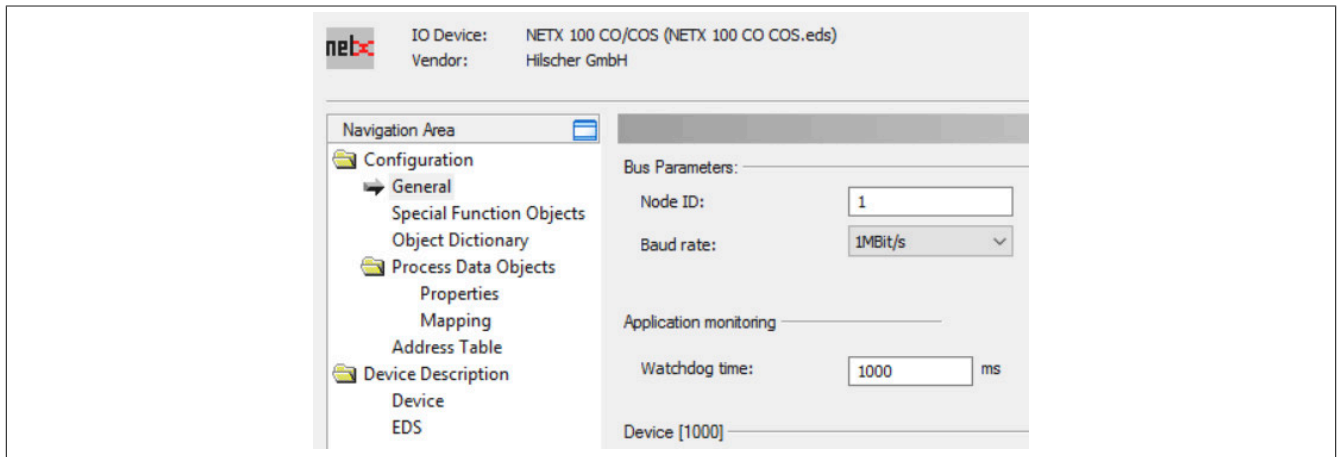 netx
IO Device: NETX 100 CO/COS (NETX 100 CO COS.eds)
Vendor: Hilscher GmbH
Navigation Area
Configuration
General
Special Function Objects
Object Dictionary
Process Data Objects
Properties
Mapping
Address Table
Device Description
Device
EDS
Bus Parameters:
Node ID: 1
Baud rate: 1MBit/s
Application monitoring
Watchdog time: 1000 ms
Device [1000]